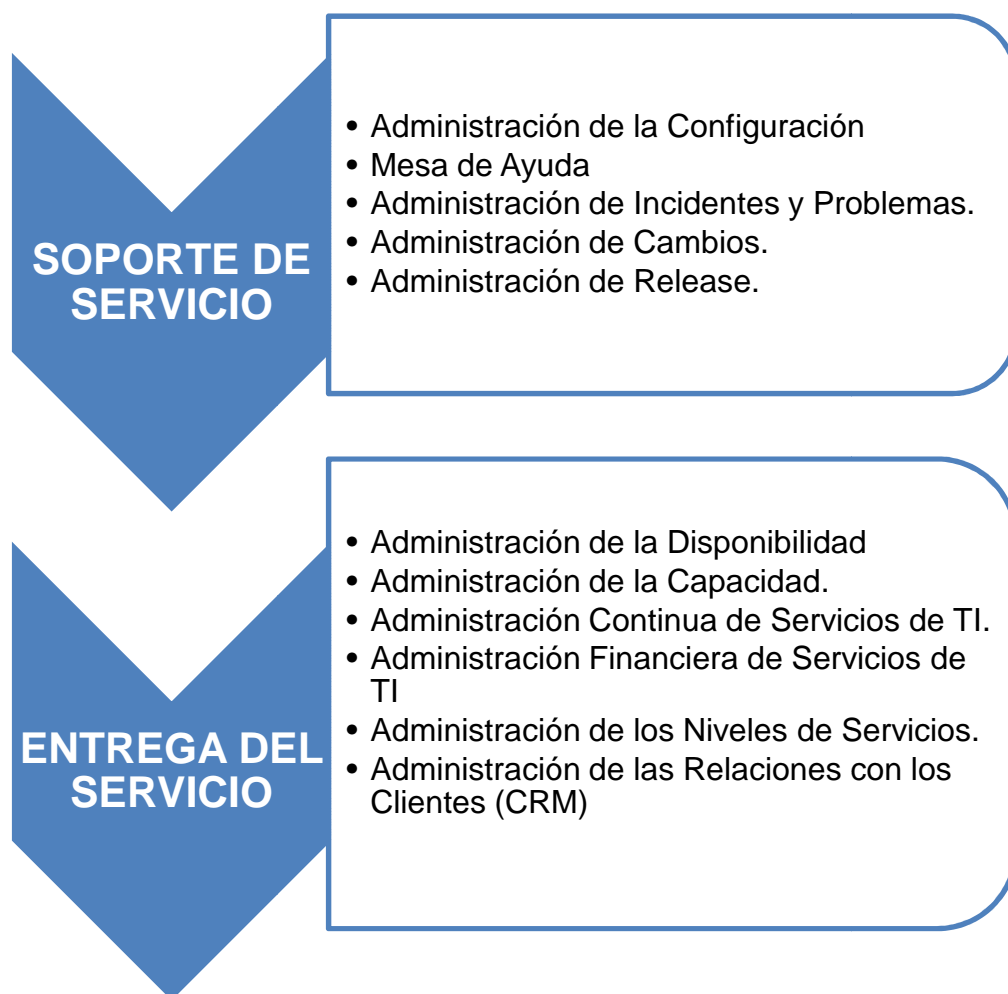 SOPORTE DE
SERVICIO
• Administración de la Configuración
• Mesa de Ayuda
• Administración de Incidentes y Problemas.
• Administración de Cambios.
• Administración de Release.
ENTREGA DEL
SERVICIO
• Administración de la Disponibilidad
• Administración de la Capacidad.
• Administración Continua de Servicios de TI.
• Administración Financiera de Servicios de
TI
• Administración de los Niveles de Servicios.
• Administración de las Relaciones con los
Clientes (CRM)